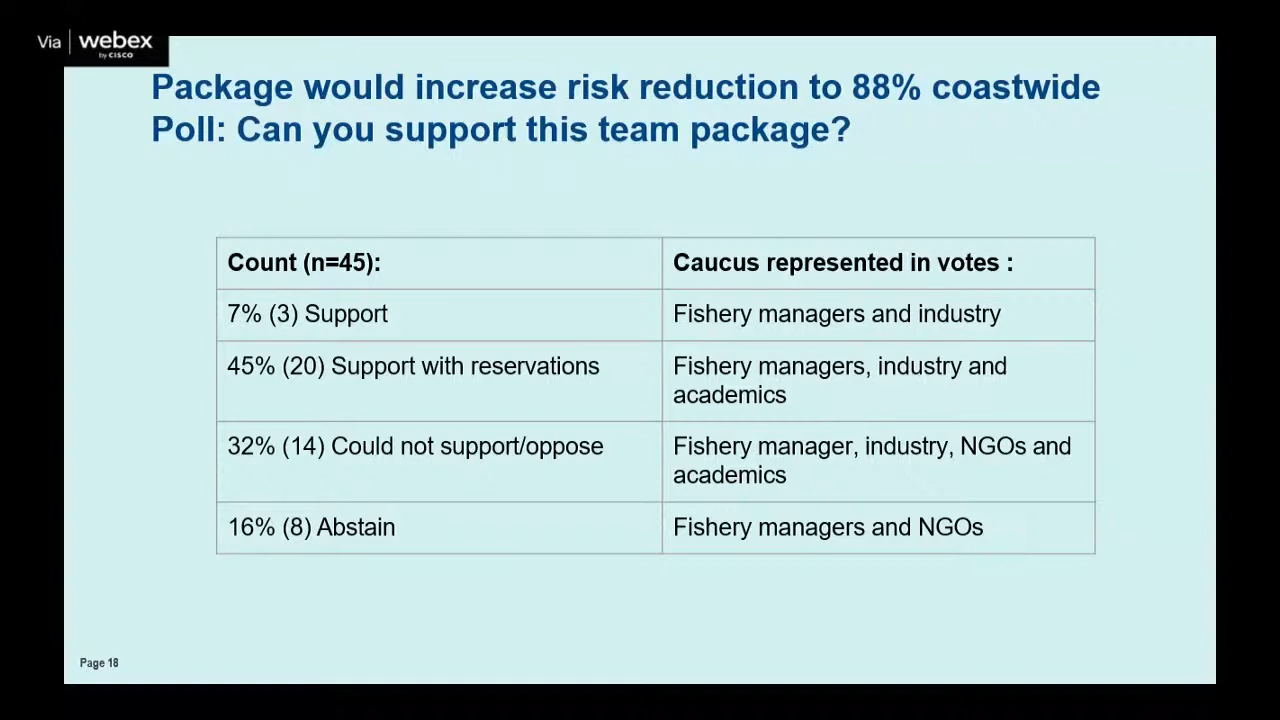 Via webex
by CISCO
Package would increase risk reduction to 88% coastwide
Poll: Can you support this team package?
Count (n=45): Caucus represented in votes :
7% (3) Support Fishery managers and industry
45% (20) Support with reservations Fishery managers, industry and
academics
32% (14) Could not support/oppose Fishery manager, industry, NGOs and
academics
16% (8) Abstain Fishery managers and NGOs
Page 18